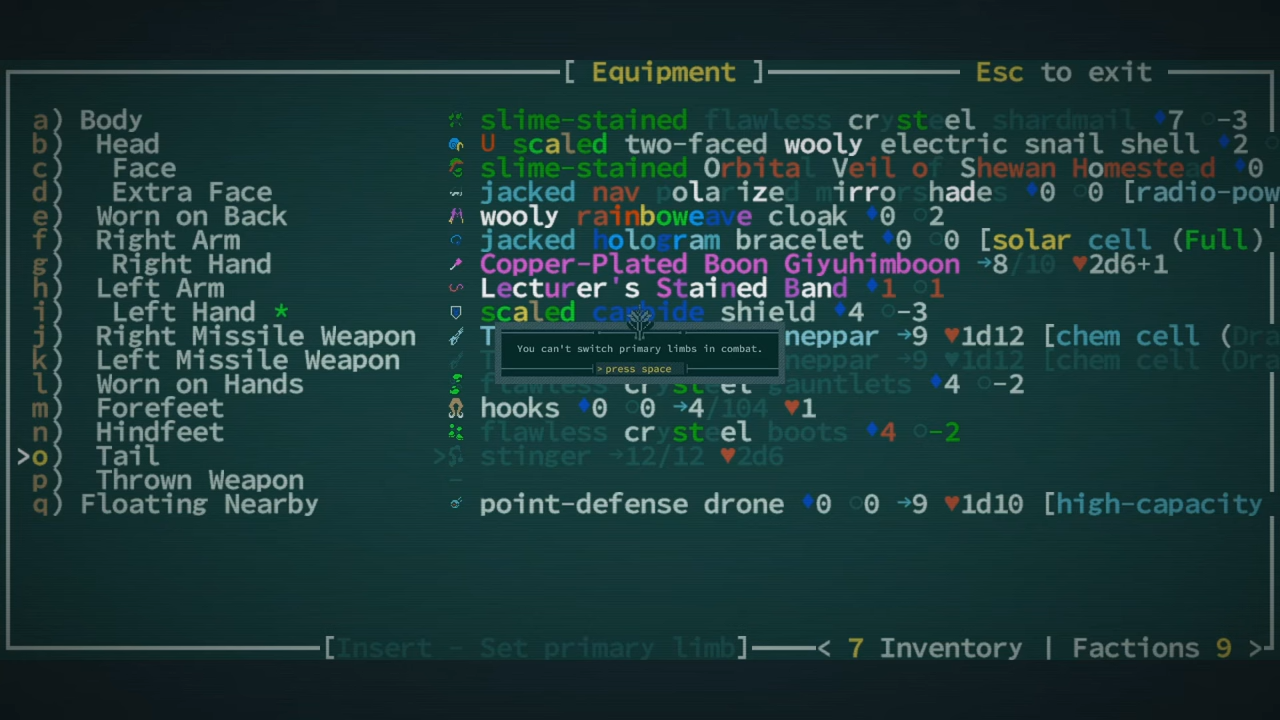 [ Equipment ] Esc to exit
a) Body slime-stained flawless crysteel shardmail ♦7 ○-3
b) Head U scaled two-faced wooly electric snail shell ♦2
c) Face slime-stained Orbital Veil of Shewan Homestead ♦0
d) Extra Face jacked nav polarized mirrorshades ♦0 ○0 [radio-pow
e) Worn on Back wooly rainboweave cloak ♦0 ○2
f) Right Arm jacked hologram bracelet ♦0 ○0 [solar cell (Full)
g) Right Hand Copper-Plated Boon Giyuhimboon →8/10 ♥2d6+1
h) Left Arm Lecturer's Stained Band ♦1 ○1
i) Left Hand * scaled carbide shield ♦4 ○-3
j) Right Missile Weapon neppar →9 ♥1d12 [chem cell (Dra
k) Left Missile Weapon neppar →9 ♥1d12 [chem cell (Dra
You can't switch primary limbs in combat.
> press space
l) Worn on Hands flawless crysteel gauntlets ♦4 ○-2
m) Forefeet hooks ♦0 ○0 →4/104 ♥1
n) Hindfeet flawless crysteel boots ♦4 ○-2
>o) Tail > stinger →12/12 ♥2d6
p) Thrown Weapon -
q) Floating Nearby point-defense drone ♦0 ○0 →9 ♥1d10 [high-capacity
[Insert - Set primary limb] < 7 Inventory | Factions 9 >